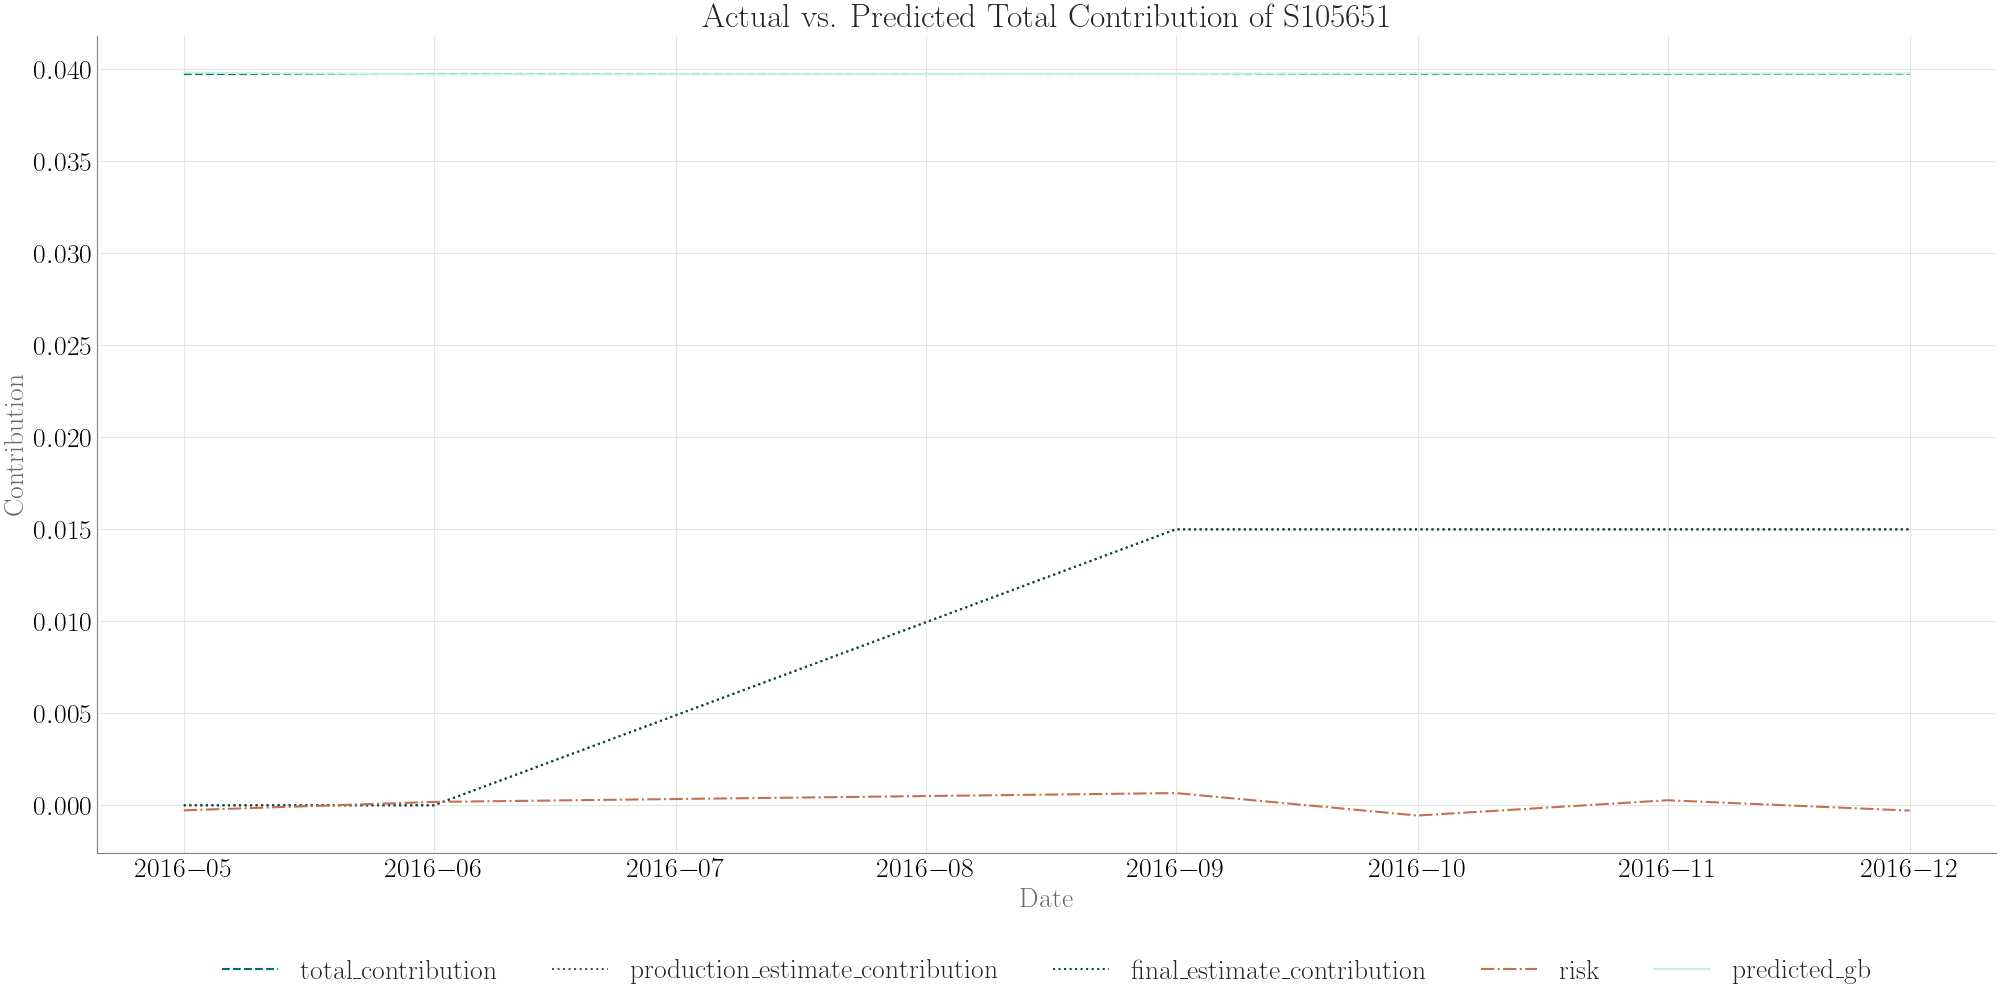 Actual vs. Predicted Total Contribution of S105651
Contribution
0.040
0.035
0.030
0.025
0.020
0.015
0.010
0.005
0.000
2016–05 2016–06 2016–07 2016–08 2016–09 2016–10 2016–11 2016–12
Date
total_contribution production_estimate_contribution final_estimate_contribution risk predicted_gb